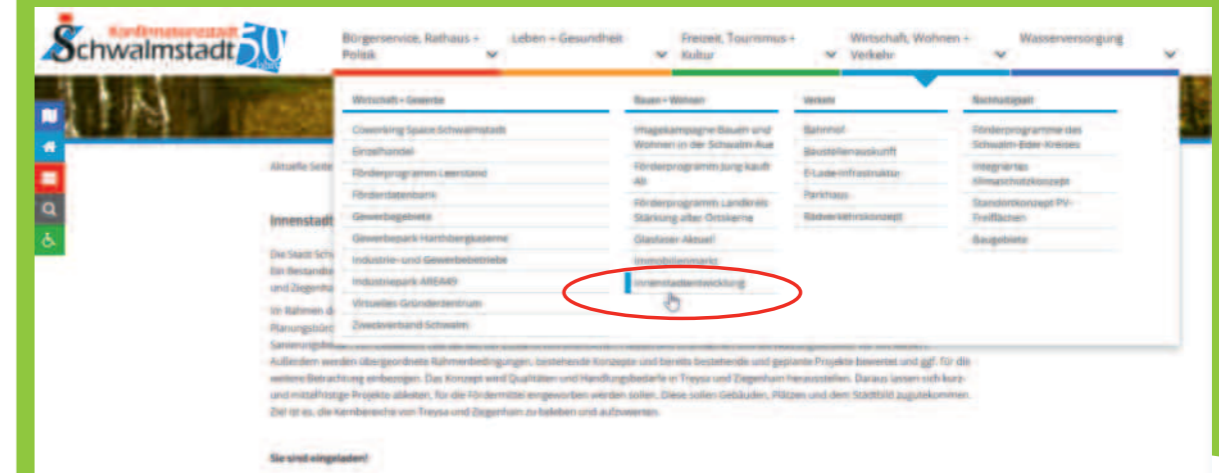 Konfirmationsstadt
Schwalmstadt 50
Bürgerservice, Rathaus +
Politik
Leben + Gesundheit
Freizeit, Tourismus +
Kultur
Wirtschaft, Wohnen +
Verkehr
Wasserversorgung
Wirtschaft + Gewerbe
Coworking Space Schwalmstadt
Einzelhandel
Förderprogramm Leerstand
Förderdatenbank
Gewerbegebiete
Gewerbepark Harthbergkaserne
Industrie- und Gewerbebetriebe
Industriepark AREA49
Virtuelles Gründerzentrum
Zweckverband Schwalm
Bauen + Wohnen
Imagekampagne Bauen und
Wohnen in der Schwalm-Aue
Förderprogramm Jung kauft
Alt
Förderprogramm Landkreis
Stärkung alter Ortskerne
Glasfaser Aktuell
Immobilienmarkt
Innenstadtentwicklung
Verkehr
Bahnhof
Baustellenauskunft
E-Lade-Infrastruktur
Parkhaus
Radverkehrskonzept
Nachhaltigkeit
Förderprogramme des
Schwalm-Eder-Kreises
Integriertes
Klimaschutzkonzept
Standortkonzept PV-
Freiflächen
Baugebiete
Aktuelle Seite
Innenstadt
Die Stadt Schw
Ein Bestandte
und Ziegenha
Im Rahmen d
Planungsbüro
Außerdem werden übergeordnete Rahmenbedingungen, bestehende Konzepte und bereits bestehende und geplante Projekte bewertet und ggf. für die
weitere Betrachtung einbezogen. Das Konzept wird Qualitäten und Handlungsbedarfe in Treysa und Ziegenhain herausstellen. Daraus lassen sich kurz-
und mittelfristige Projekte ableiten, für die Fördermittel eingeworben werden sollen. Diese sollen Gebäuden, Plätzen und dem Stadtbild zugutekommen.
Ziel ist es, die Kernbereiche von Treysa und Ziegenhain zu beleben und aufzuwerten.
Sie sind eingeladen!